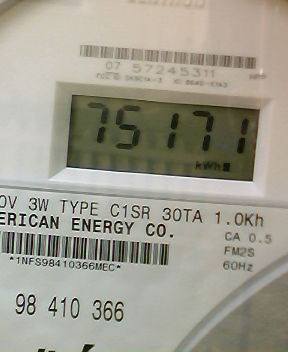 07 57245311
75171
kWh
0V 3W TYPE C1SR 30TA 1.0Kh
ERICAN ENERGY CO.
CA 0.5
FM2S
60Hz
*1NFS98410366MEC*
98 410 366